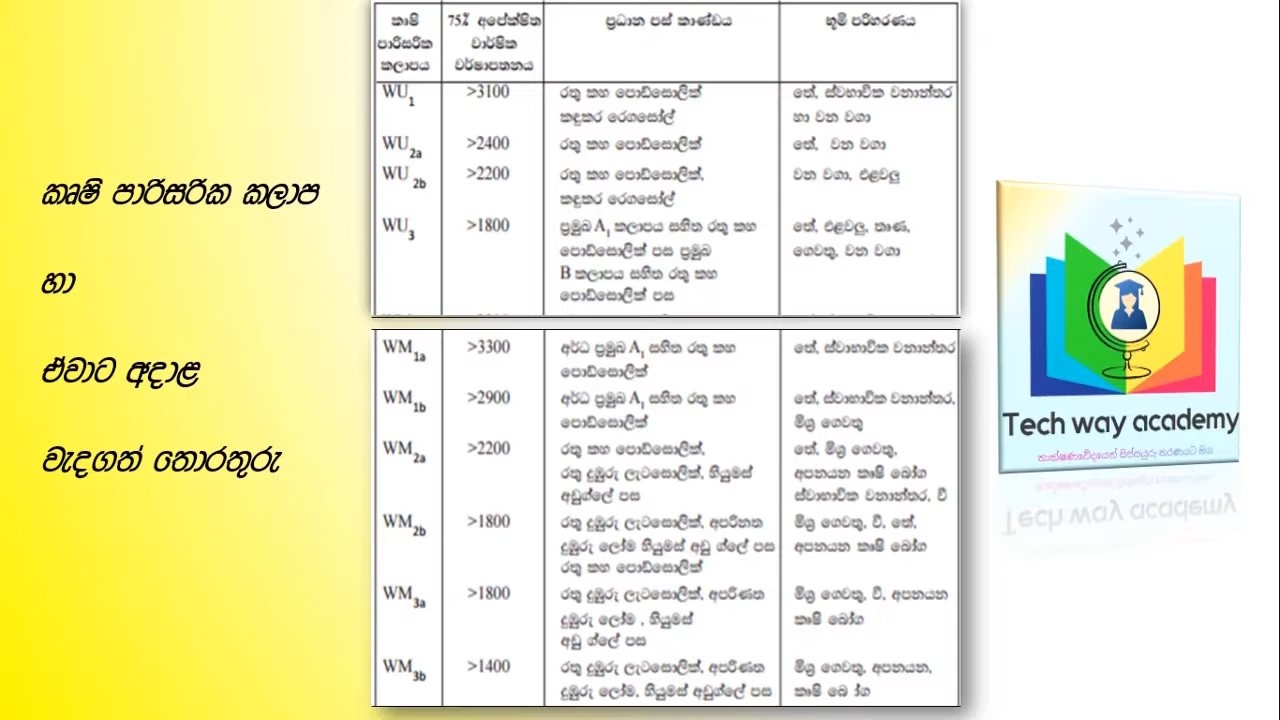 කෘෂි පාරිසරික කලාප
හා
ඒවාට අදාළ
වැදගත් තොරතුරු
කෘෂි පාරිසරික කලාපය
75% අපේක්ෂිත වාර්ෂික වර්ෂාපතනය
ප්‍රධාන පස් කාණ්ඩය
භූමි පරිහරණය
WU1 >3100 රතු කහ පොඩ්සොලික් තේ, ස්වභාවික වනාන්තර
කඳුකර රෙගසෝල් හා වන වගා
WU2a >2400 රතු කහ පොඩ්සොලික් තේ, වන වගා
WU2b >2200 රතු කහ පොඩ්සොලික්, වන වගා, එළවලු
කඳුකර රෙගසෝල්
WU3 >1800 ප්‍රමුඛ A1 කලාපය සහිත රතු කහ තේ, එළවලු, තෘණ,
පොඩ්සොලික් පස ප්‍රමුඛ ගෙවතු, වන වගා
B කලාපය සහිත රතු කහ
පොඩ්සොලික් පස
WM1a >3300 අර්ධ ප්‍රමුඛ A1 සහිත රතු කහ තේ, ස්වාභාවික වනාන්තර
පොඩ්සොලික්
WM1b >2900 අර්ධ ප්‍රමුඛ A1 සහිත රතු කහ තේ, ස්වාභාවික වනාන්තර,
පොඩ්සොලික් මිශ්‍ර ගෙවතු
WM2a >2200 රතු කහ පොඩ්සොලික්, තේ, මිශ්‍ර ගෙවතු,
රතු දුඹුරු ලැටසොලික්, හියුමස් අපනයන කෘෂි බෝග
අඩුග්ලේ පස ස්වාභාවික වනාන්තර, වී
WM2b >1800 රතු දුඹුරු ලැටසොලික්, අපරිනත මිශ්‍ර ගෙවතු, වී, තේ,
දුඹුරු ලෝම හියුමස් අඩු ග්ලේ පස අපනයන කෘෂි බෝග
රතු කහ පොඩ්සොලික්
WM3a >1800 රතු දුඹුරු ලැටසොලික්, අපරිණත මිශ්‍ර ගෙවතු, වී, අපනයන
දුඹුරු ලෝම , හියුමස් කෘෂි බෝග
අඩු ග්ලේ පස
WM3b >1400 රතු දුඹුරු ලැටසොලික්, අපරිණත මිශ්‍ර ගෙවතු, අපනයන,
දුඹුරු ලෝම, හියුමස් අඩුග්ලේ පස කෘෂි බෝග
Tech way academy